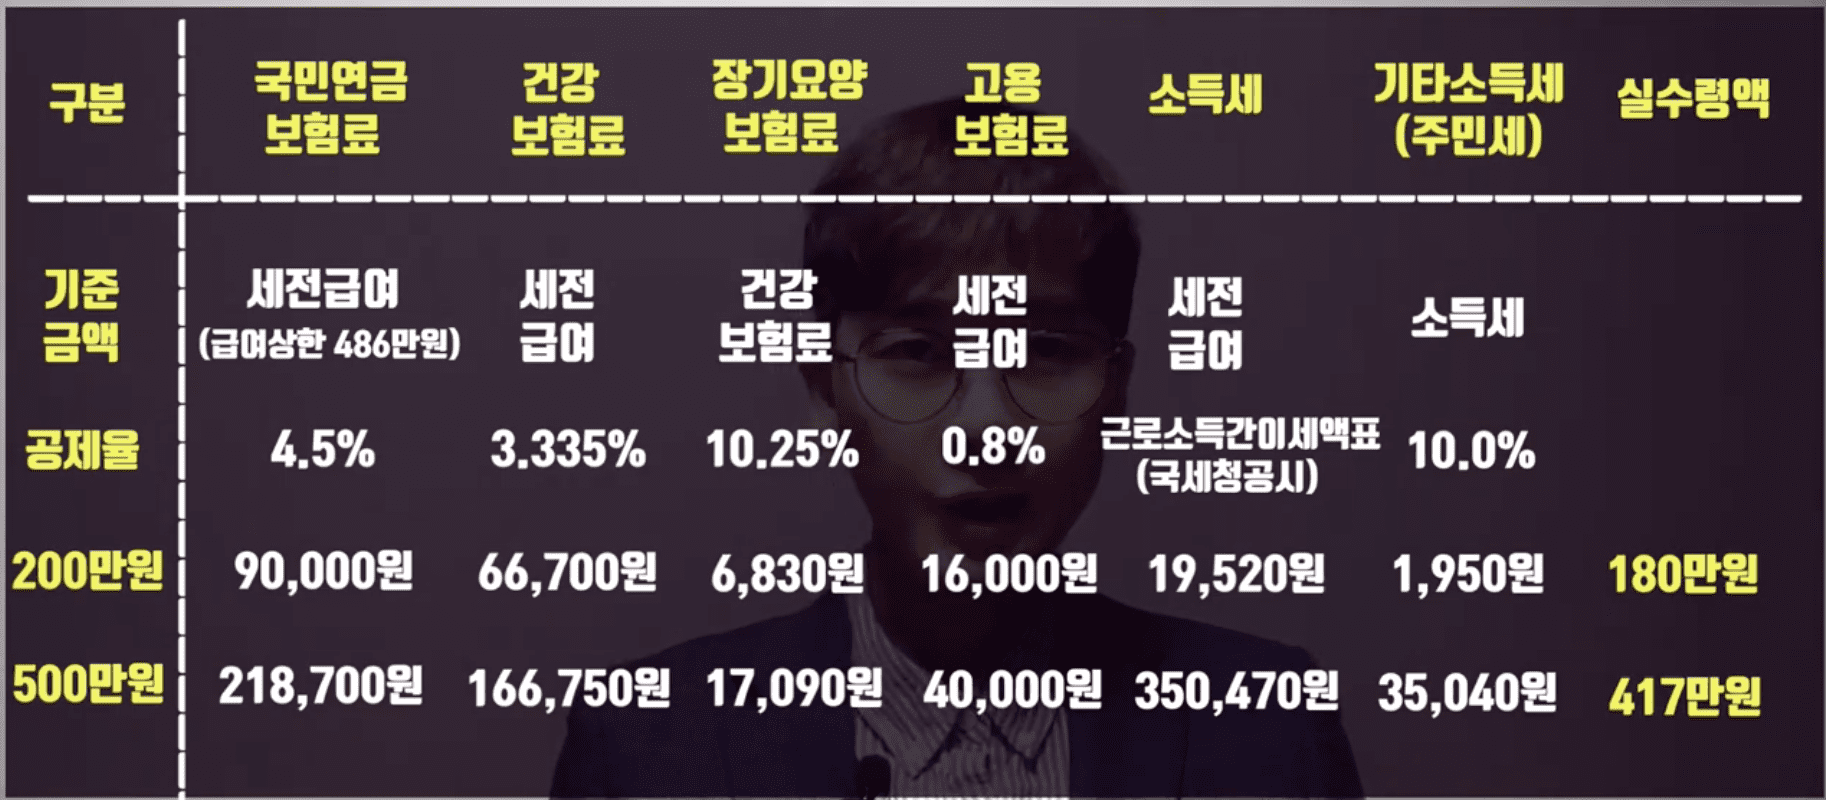 구분 국민연금 보험료 건강 보험료 장기요양 보험료 고용 보험료 소득세 기타소득세 (주민세) 실수령액
기준 금액 세전급여 (급여상한 486만원) 세전 급여 건강 보험료 세전 급여 세전 급여 소득세
공제율 4.5% 3.335% 10.25% 0.8% 근로소득간이세액표 (국세청공시) 10.0%
200만원 90,000원 66,700원 6,830원 16,000원 19,520원 1,950원 180만원
500만원 218,700원 166,750원 17,090원 40,000원 350,470원 35,040원 417만원